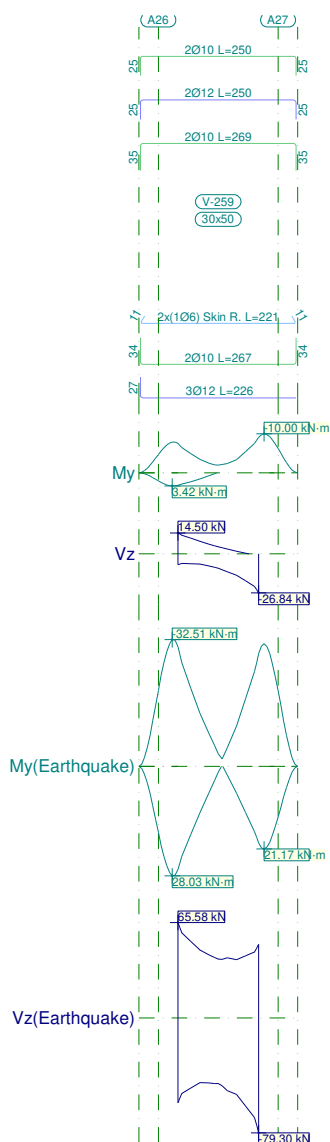 A26 A27
2Ø10 L=250
25 25
2Ø12 L=250
25 25
2Ø10 L=269
35 35
V-259
30x50
11 2x(1Ø6) Skin R. L=221 11
34 34
2Ø10 L=267
27
3Ø12 L=226
-10.00 kN·m
My
3.42 kN·m
14.50 kN
Vz
-26.84 kN
-32.51 kN·m
My(Earthquake)
21.17 kN·m
28.03 kN·m
65.58 kN
Vz(Earthquake)
-79.30 kN